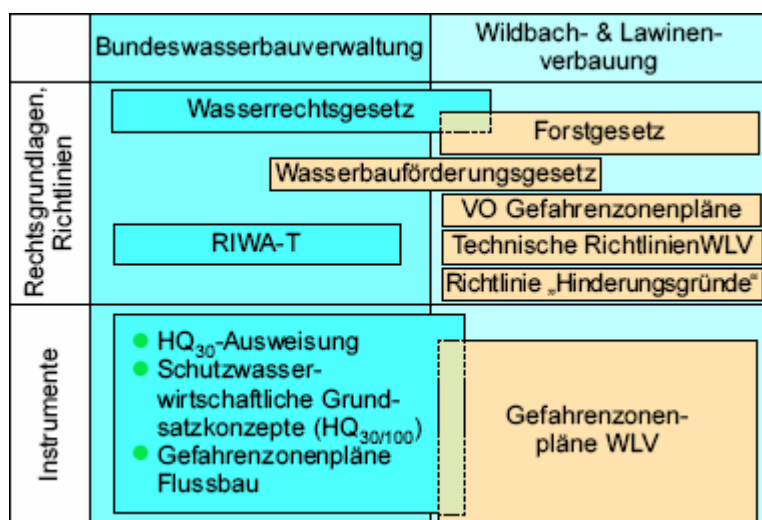 Bundeswasserbauverwaltung
Wildbach- & Lawinen-
verbauung
Rechtsgrundlagen,
Richtlinien
Wasserrechtsgesetz
Forstgesetz
Wasserbauförderungsgesetz
VO Gefahrenzonenpläne
RIWA-T
Technische RichtlinienWLV
Richtlinie „Hinderungsgründe“
Instrumente
HQ30-Ausweisung
Schutzwasser-
wirtschaftliche Grund-
satzkonzepte (HQ30/100)
Gefahrenzonenpläne
Flussbau
Gefahrenzonen-
pläne WLV